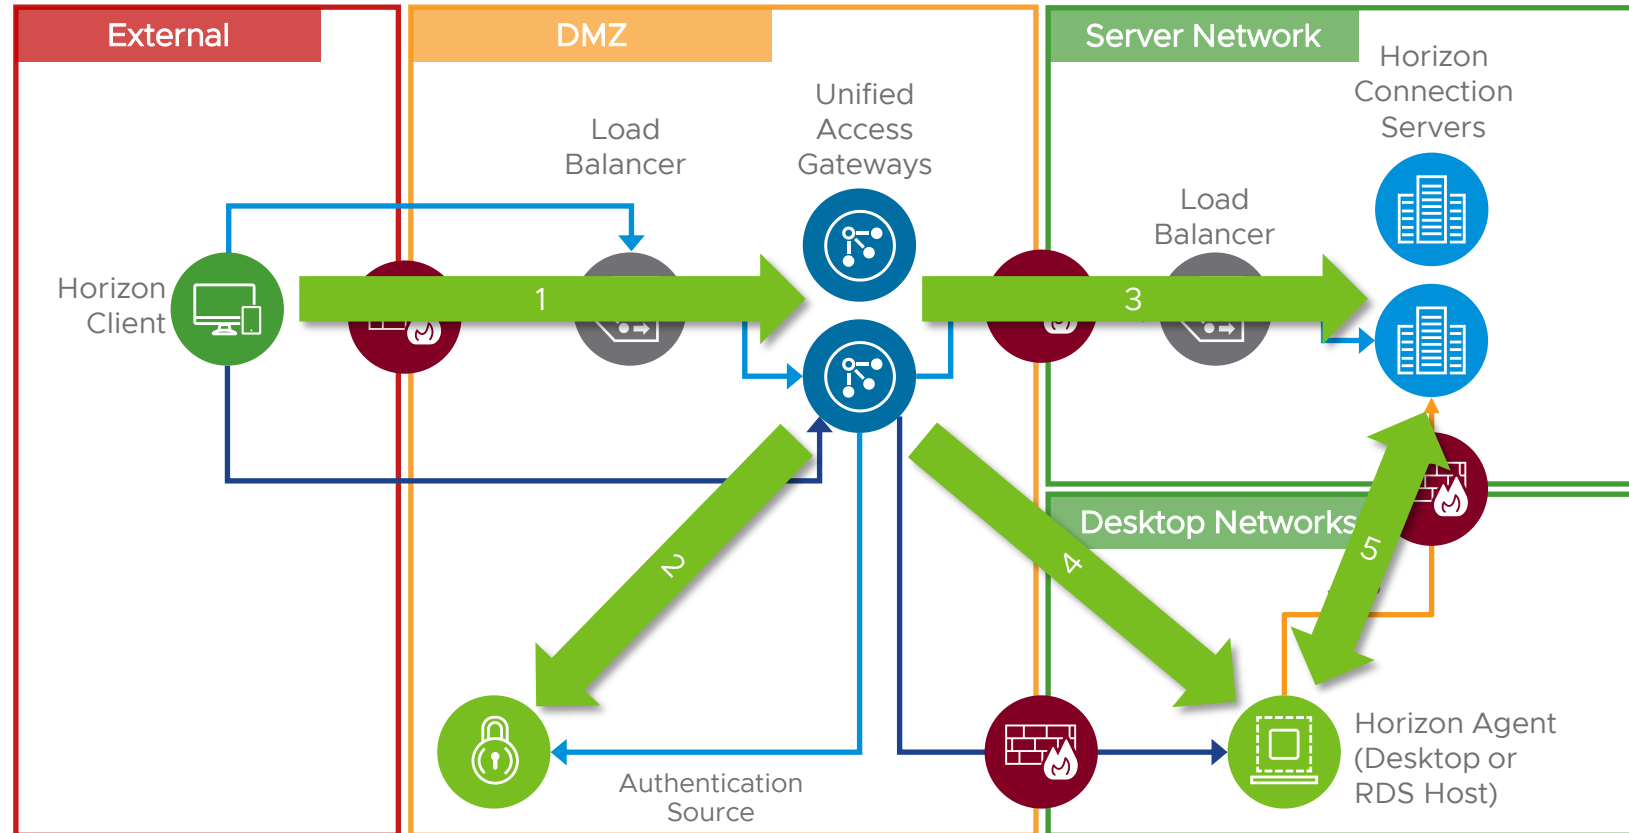 External
DMZ
Server Network
Horizon
Connection
Servers
Unified
Access
Gateways
Load
Balancer
Load
Balancer
Horizon
Client
1
3
Desktop Networks
2
4
5
Horizon Agent
(Desktop or
RDS Host)
Authentication
Source